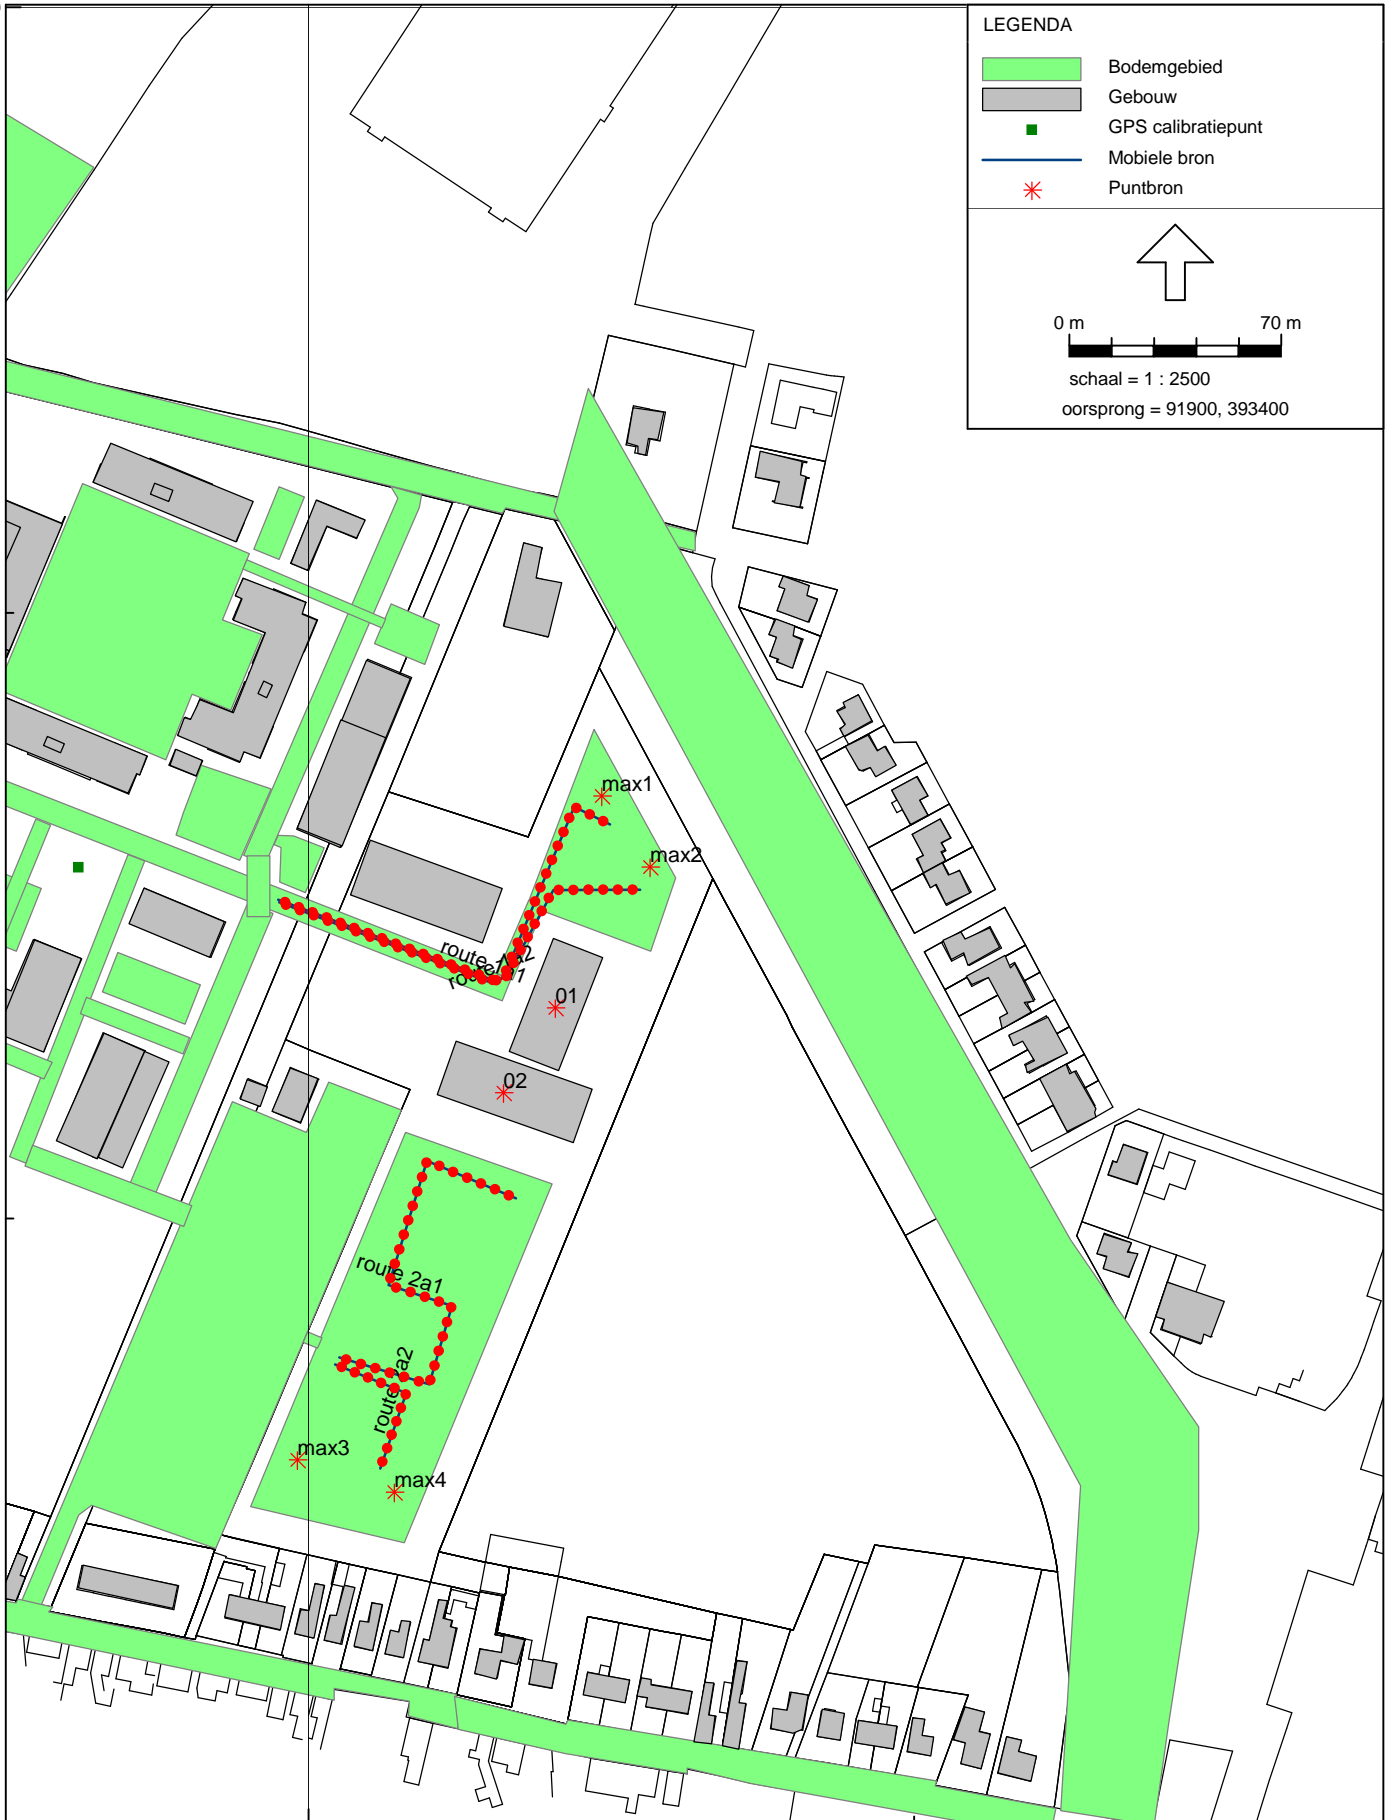 LEGENDA
Bodemgebied
Gebouw
GPS calibratiepunt
Mobiele bron
Puntbron
0 m 70 m
schaal = 1 : 2500
oorsprong = 91900, 393400
max1
max2
route
01
02
route 2a1
max3
max4